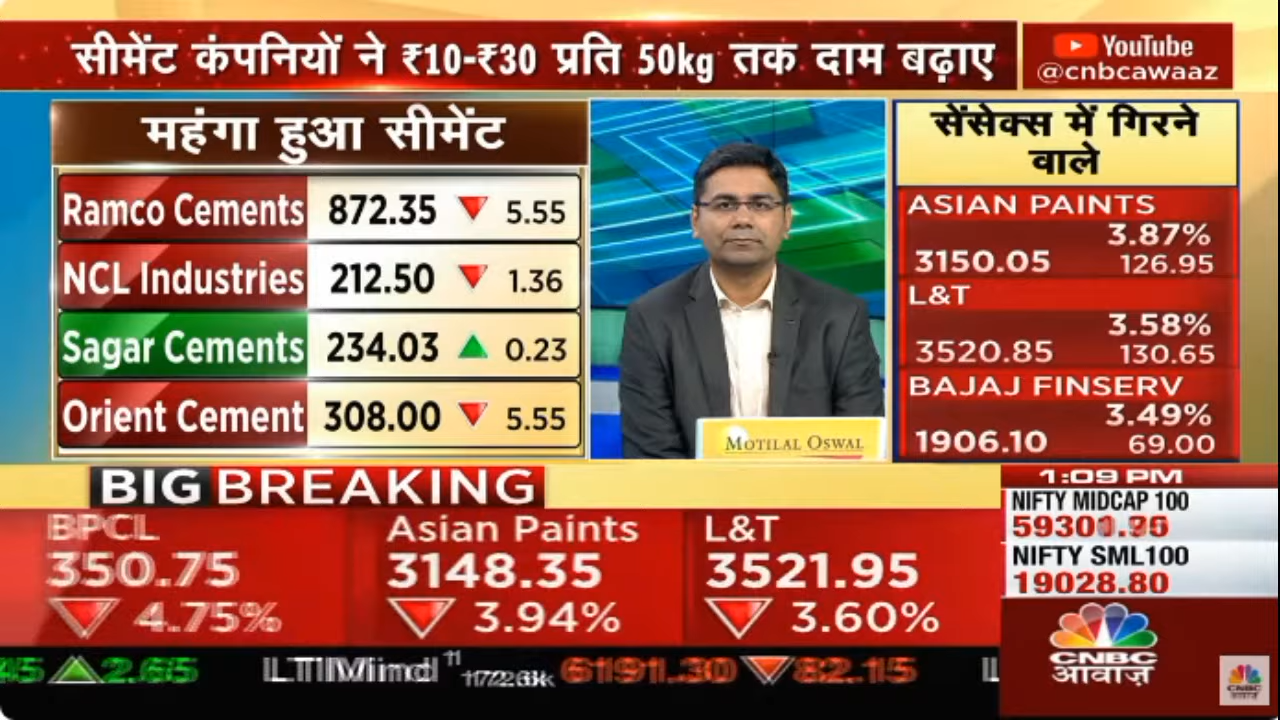 सीमेंट कंपनियों ने ₹10-₹30 प्रति 50kg तक दाम बढ़ाए
YouTube
@cnbcawaaz
महंगा हुआ सीमेंट
Ramco Cements 872.35 ▼ 5.55
NCL Industries 212.50 ▼ 1.36
Sagar Cements 234.03 ▲ 0.23
Orient Cement 308.00 ▼ 5.55
MOTILAL OSWAL
सेंसेक्स में गिरने
वाले
ASIAN PAINTS
3.87%
3150.05 126.95
L&T
3.58%
3520.85 130.65
BAJAJ FINSERV
3.49%
1906.10 69.00
BIG BREAKING
BPCL
350.75
▼ 4.75%
Asian Paints
3148.35
▼ 3.94%
L&T
3521.95
▼ 3.60%
1:09 PM
NIFTY MIDCAP 100
NIFTY SML100
19028.80
CNBC
आवाज़
45 ▲ 2.65 LTIMind 6191.30 ▼ 82.15